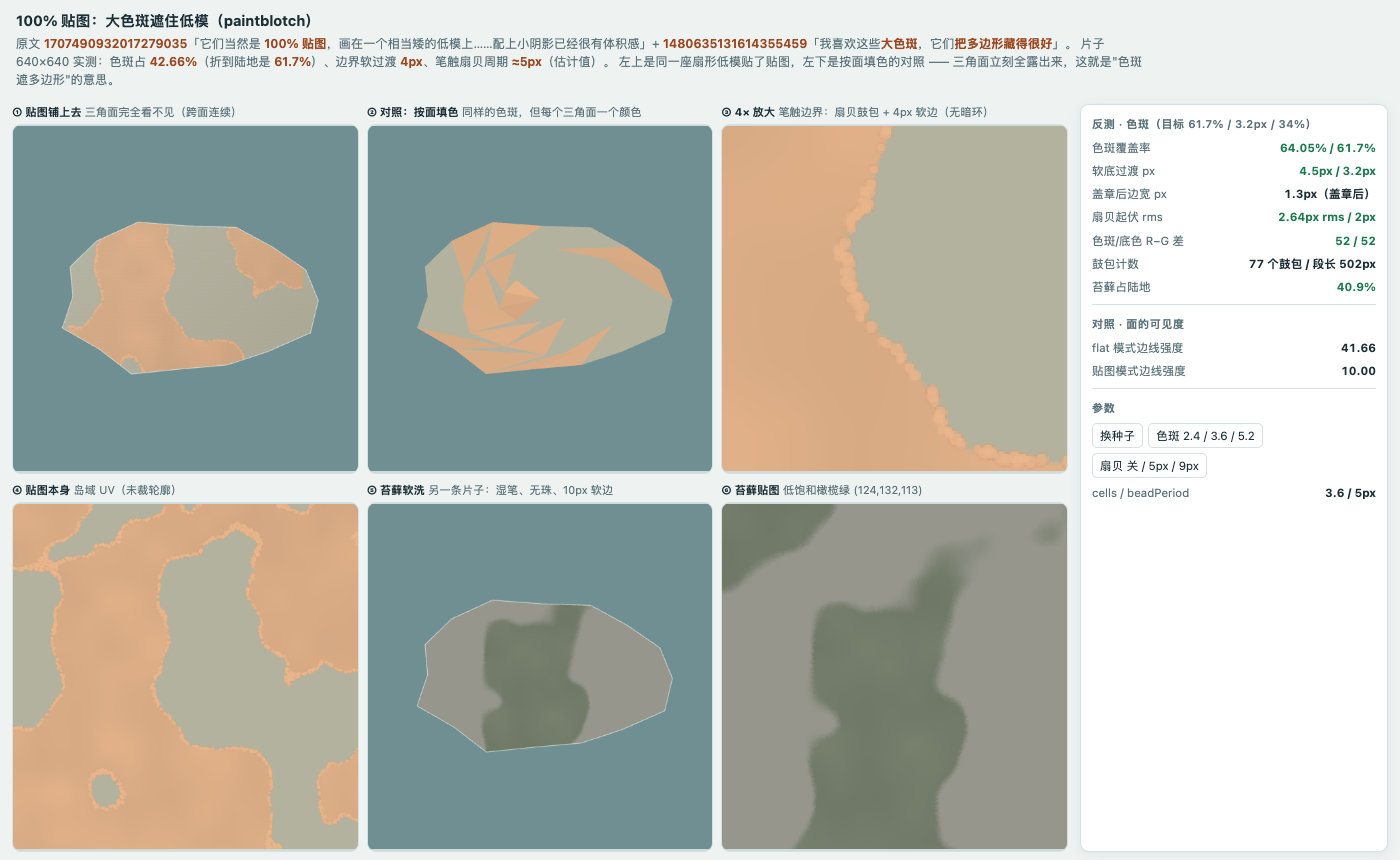 100% 贴图：大色斑遮住低模（paintblotch）
原文 1707490932017279035「它们当然是 100% 贴图，画在一个相当矮的低模上……配上小阴影已经很有体积感」+ 1480635131614355459「我喜欢这些大色斑，它们把多边形藏得很好」。 片子
640×640 实测：色斑占 42.66%（折到陆地是 61.7%）、边界软过渡 4px、笔触扇贝周期 ≈5px（估计值）。 左上是同一座扇形低模贴了贴图，左下是按面填色的对照 —— 三角面立刻全露出来，这就是"色斑
遮多边形"的意思。
① 贴图铺上去 三角面完全看不见（跨面连续）
② 对照：按面填色 同样的色斑，但每个三角面一个颜色
③ 4× 放大 笔触边界：扇贝鼓包 + 4px 软边（无暗环）
④ 贴图本身 岛域 UV（未裁轮廓）
⑤ 苔藓软洗 另一条片子：湿笔、无珠、10px 软边
⑥ 苔藓贴图 低饱和橄榄绿 (124,132,113)
反测 · 色斑（目标 61.7% / 3.2px / 34%）
色斑覆盖率 64.05% / 61.7%
软底过渡 px 4.5px / 3.2px
盖章后边宽 px 1.3px（盖章后）
扇贝起伏 rms 2.64px rms / 2px
色斑/底色 R−G 差 52 / 52
鼓包计数 77 个鼓包 / 段长 502px
苔藓占陆地 40.9%
对照 · 面的可见度
flat 模式边线强度 41.66
贴图模式边线强度 10.00
参数
换种子 色斑 2.4 / 3.6 / 5.2
扇贝 关 / 5px / 9px
cells / beadPeriod 3.6 / 5px